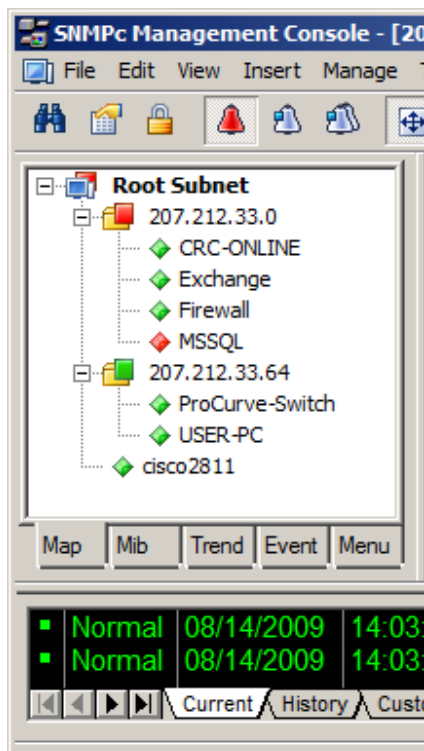 SNMPc Management Console - [20
File Edit View Insert Manage
Root Subnet
207.212.33.0
CRC-ONLINE
Exchange
Firewall
MSSQL
207.212.33.64
ProCurve-Switch
USER-PC
cisco2811
Map Mib Trend Event Menu
Normal 08/14/2009 14:03:
Normal 08/14/2009 14:03:
Current History Custo